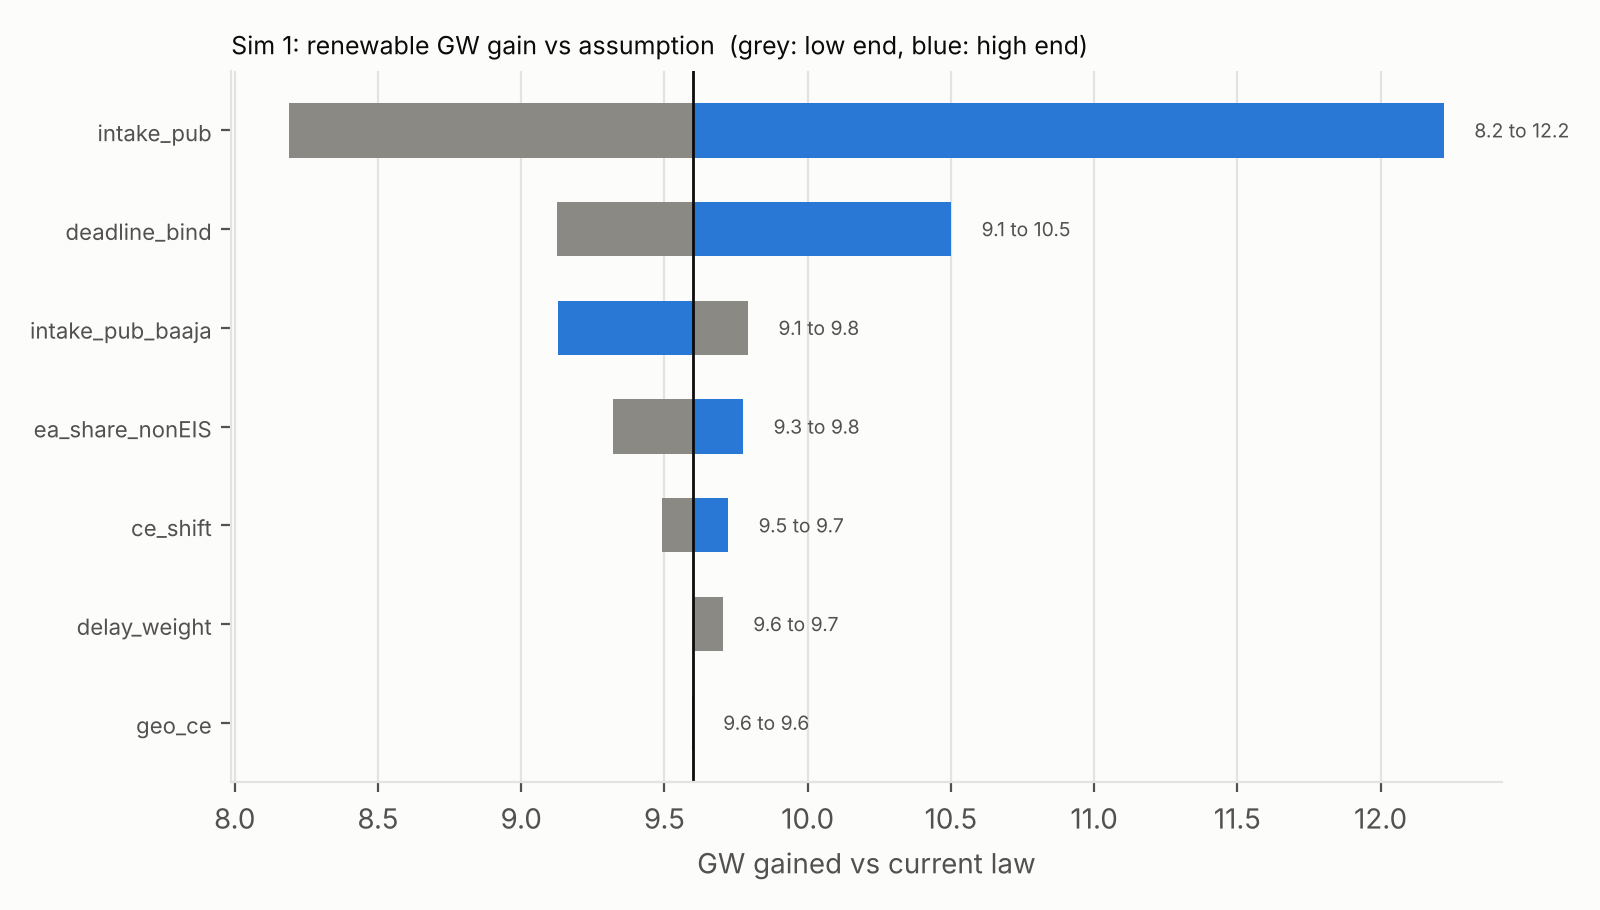 Sim 1: renewable GW gain vs assumption (grey: low end, blue: high end)
intake_pub
8.2 to 12.2
deadline_bind
9.1 to 10.5
intake_pub_baaja
9.1 to 9.8
ea_share_nonEIS
9.3 to 9.8
ce_shift
9.5 to 9.7
delay_weight
9.6 to 9.7
geo_ce
9.6 to 9.6
8.0 8.5 9.0 9.5 10.0 10.5 11.0 11.5 12.0
GW gained vs current law